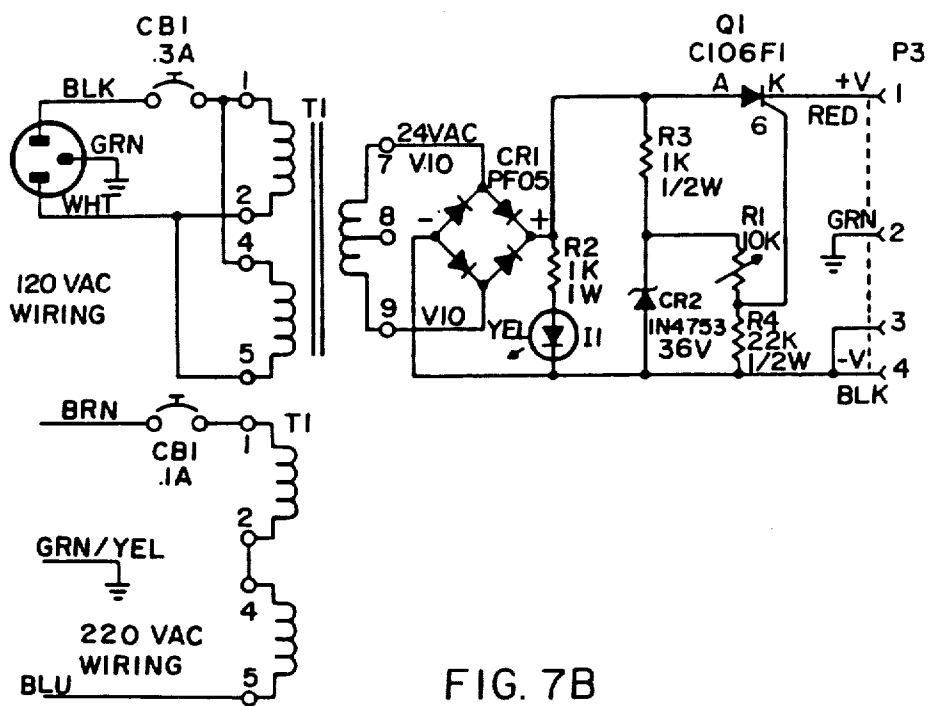 CB1
.3A
BLK
GRN
WHT
120 VAC
WIRING
1
T1
2
4
5
24VAC
7
VIO
8
9
VIO
CR1
PF05
-
+
R2
1K
1W
YEL
I1
Q1
C106F1
A
K
6
R3
1K
1/2W
R1
10K
CR2
1N4753
36V
R4
22K
1/2W
P3
+V
1
RED
GRN
2
3
-V
4
BLK
BRN
CB1
.1A
1
T1
2
GRN/YEL
4
220 VAC
WIRING
5
BLU
FIG. 7B